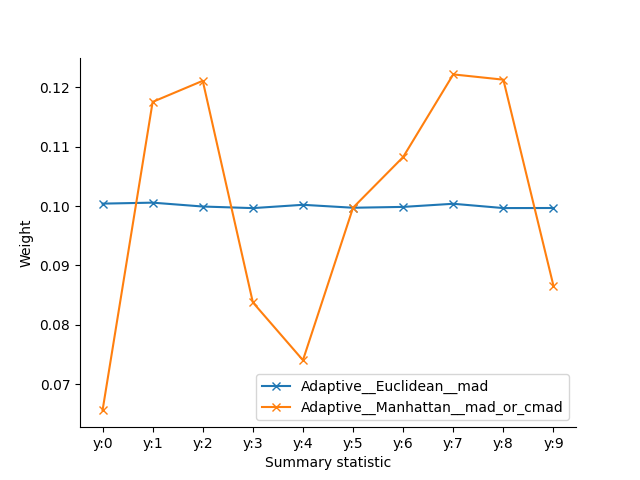 0.12
0.11
0.10
0.09
0.08
0.07
Weight
Adaptive__Euclidean__mad
Adaptive__Manhattan__mad_or_cmad
y:0 y:1 y:2 y:3 y:4 y:5 y:6 y:7 y:8 y:9
Summary statistic